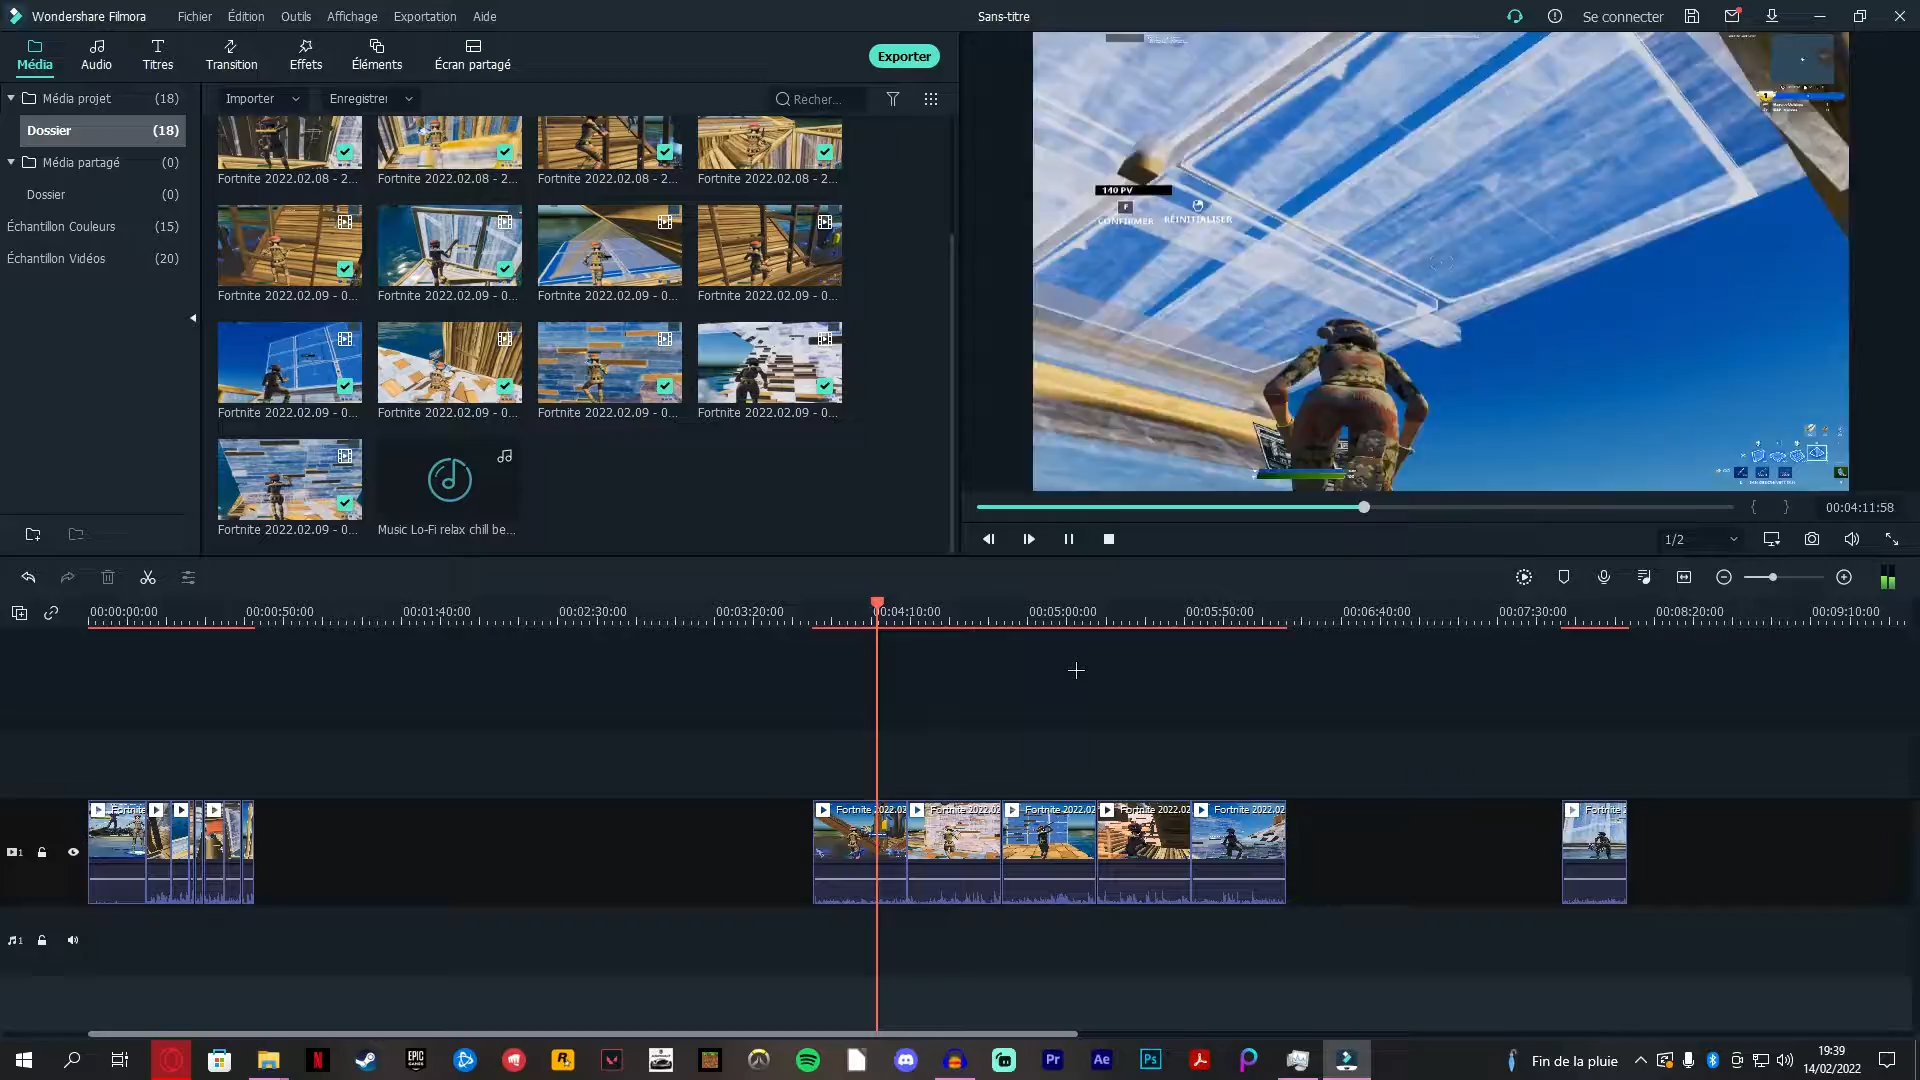 Wondershare Filmora
Fichier
Édition
Outils
Affichage
Exportation
Aide
Sans-titre
Se connecter
Média
Audio
Titres
Transition
Effets
Éléments
Écran partagé
Exporter
Média projet (18)
Dossier (18)
Média partagé (0)
Dossier (0)
Échantillon Couleurs (15)
Échantillon Vidéos (20)
Importer
Enregistrer
Recher...
Fortnite 2022.02.08 - 2...
Fortnite 2022.02.08 - 2...
Fortnite 2022.02.08 - 2...
Fortnite 2022.02.08 - 2...
Fortnite 2022.02.09 - 0...
Fortnite 2022.02.09 - 0...
Fortnite 2022.02.09 - 0...
Fortnite 2022.02.09 - 0...
Fortnite 2022.02.09 - 0...
Fortnite 2022.02.09 - 0...
Fortnite 2022.02.09 - 0...
Fortnite 2022.02.09 - 0...
Fortnite 2022.02.09 - 0...
Music Lo-Fi relax chill be...
140 PV
F
CONFIRMER
RÉINITIALISER
{ }
00:04:11:58
1/2
00:00:00:00
00:00:50:00
00:01:40:00
00:02:30:00
00:03:20:00
00:04:10:00
00:05:00:00
00:05:50:00
00:06:40:00
00:07:30:00
00:08:20:00
00:09:10:00
Fortnite
Fortnite 2022.02
Fortnite 2022.02
Fortnite 2022.02
Fortnite 2022.02
Fortnite 2022.02
Fortnite
1
1
N
EPIC GAMES
R
Pr
Ae
Ps
Fin de la pluie
19:39
14/02/2022